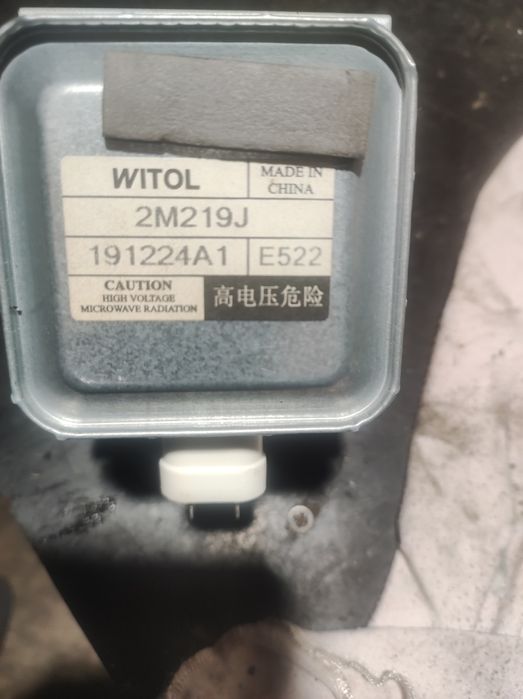 WITOL
MADE IN
CHINA
2M219J
191224A1 E522
CAUTION
HIGH VOLTAGE
MICROWAVE RADIATION
高电压危险